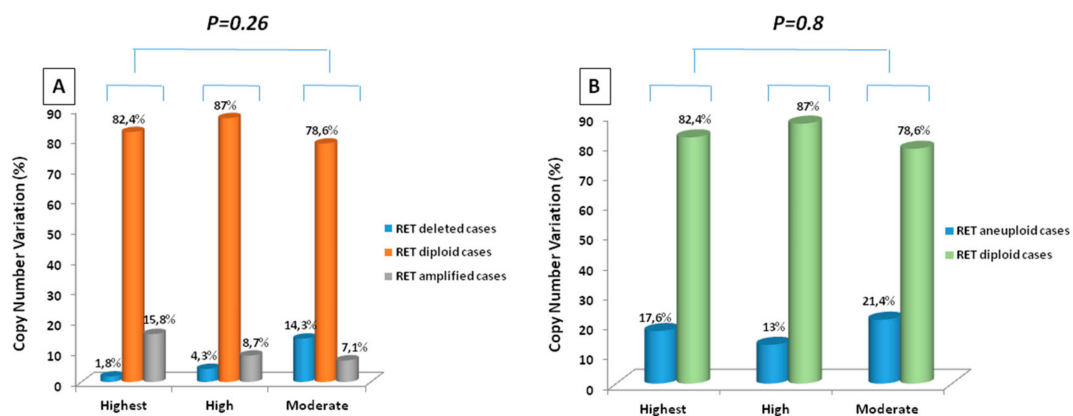 P=0.26
A
Copy Number Variation (%)
90
80
70
60
50
40
30
20
10
0
82,4%
87%
78,6%
1,8%
15,8%
4,3%
8,7%
14,3%
7,1%
Highest
High
Moderate
RET deleted cases
RET diploid cases
RET amplified cases
P=0.8
B
Copy Number Variation (%)
90
80
70
60
50
40
30
20
10
0
82,4%
87%
78,6%
17,6%
13%
21,4%
Highest
High
Moderate
RET aneuploid cases
RET diploid cases